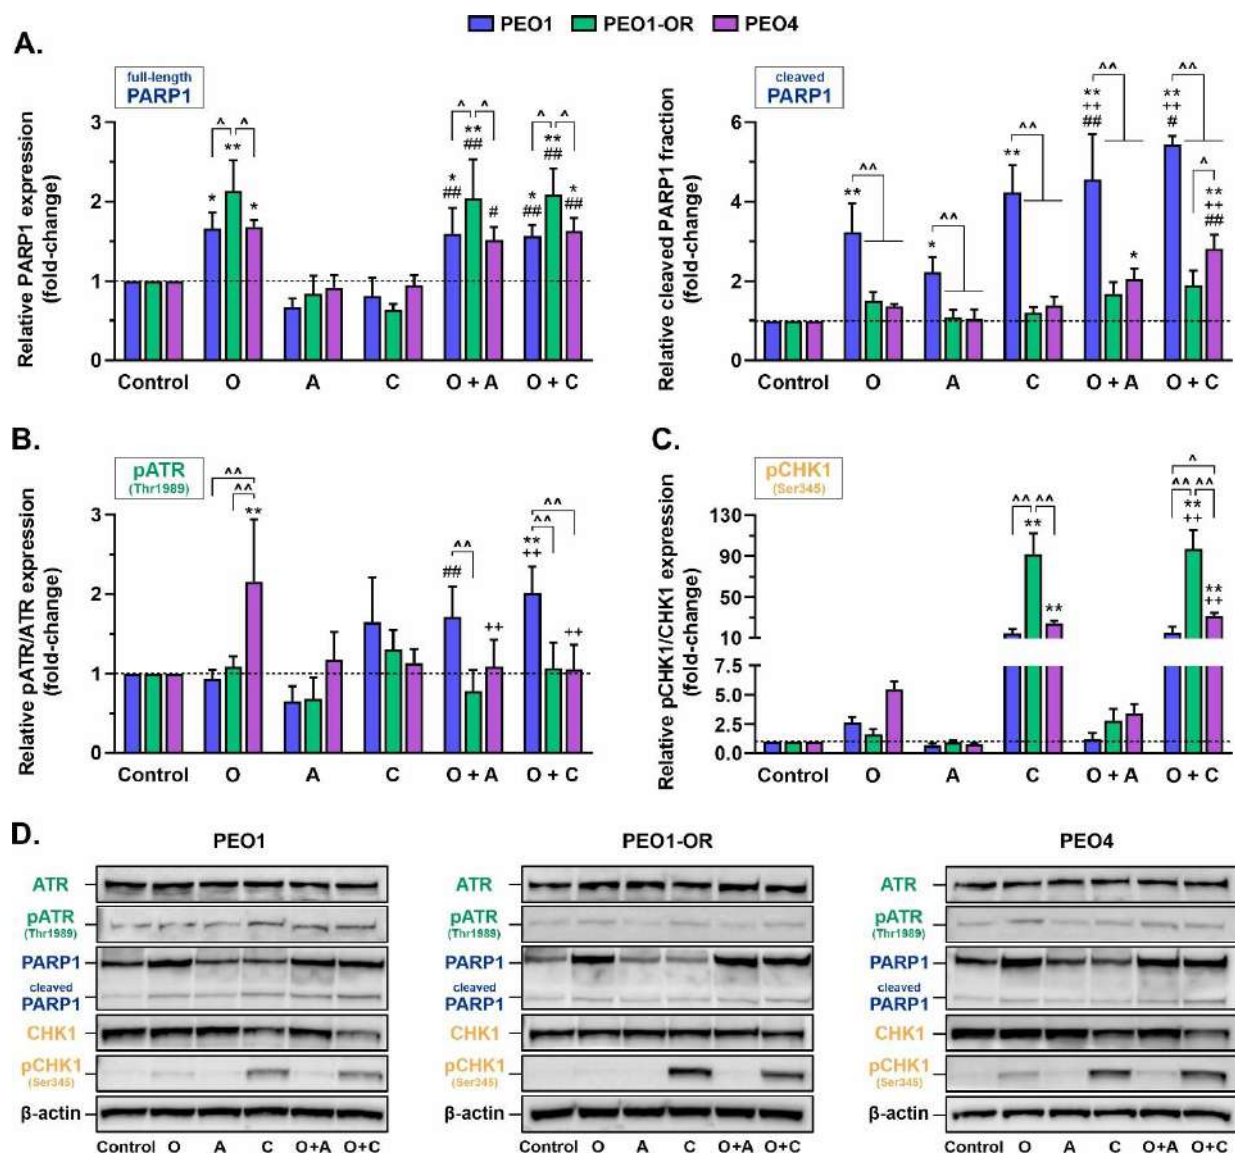 PEO1 PEO1-OR PEO4
A.
full-length
PARP1
Relative PARP1 expression
(fold-change)
3
2
1
0
^ ^ ^ ^ ^ ^
* ** * * ## ** ## # * ## ** ## * ##
Control O A C O + A O + C
cleaved
PARP1
Relative cleaved PARP1 fraction
(fold-change)
6
4
2
0
^^ ^^ ^^ ^^ ^^ ^
** * ** ** ++ ## * ** ++ # ** ++ ##
Control O A C O + A O + C
B.
pATR
(Thr1989)
Relative pATR/ATR expression
(fold-change)
3
2
1
0
^^ ^^ ^^ ^^ ^^
** ## ++ ** ++ ++
Control O A C O + A O + C
C.
pCHK1
(Ser345)
Relative pCHK1/CHK1 expression
(fold-change)
130
90
50
10
7.5
5.0
2.5
0.0
^^ ^^ ^ ^^ ^^
** ** ** ++ ** ++
Control O A C O + A O + C
D.
PEO1
ATR
pATR
(Thr1989)
PARP1
cleaved
PARP1
CHK1
pCHK1
(Ser345)
β-actin
Control O A C O+A O+C
PEO1-OR
ATR
pATR
(Thr1989)
PARP1
cleaved
PARP1
CHK1
pCHK1
(Ser345)
β-actin
Control O A C O+A O+C
PEO4
ATR
pATR
(Thr1989)
PARP1
cleaved
PARP1
CHK1
pCHK1
(Ser345)
β-actin
Control O A C O+A O+C